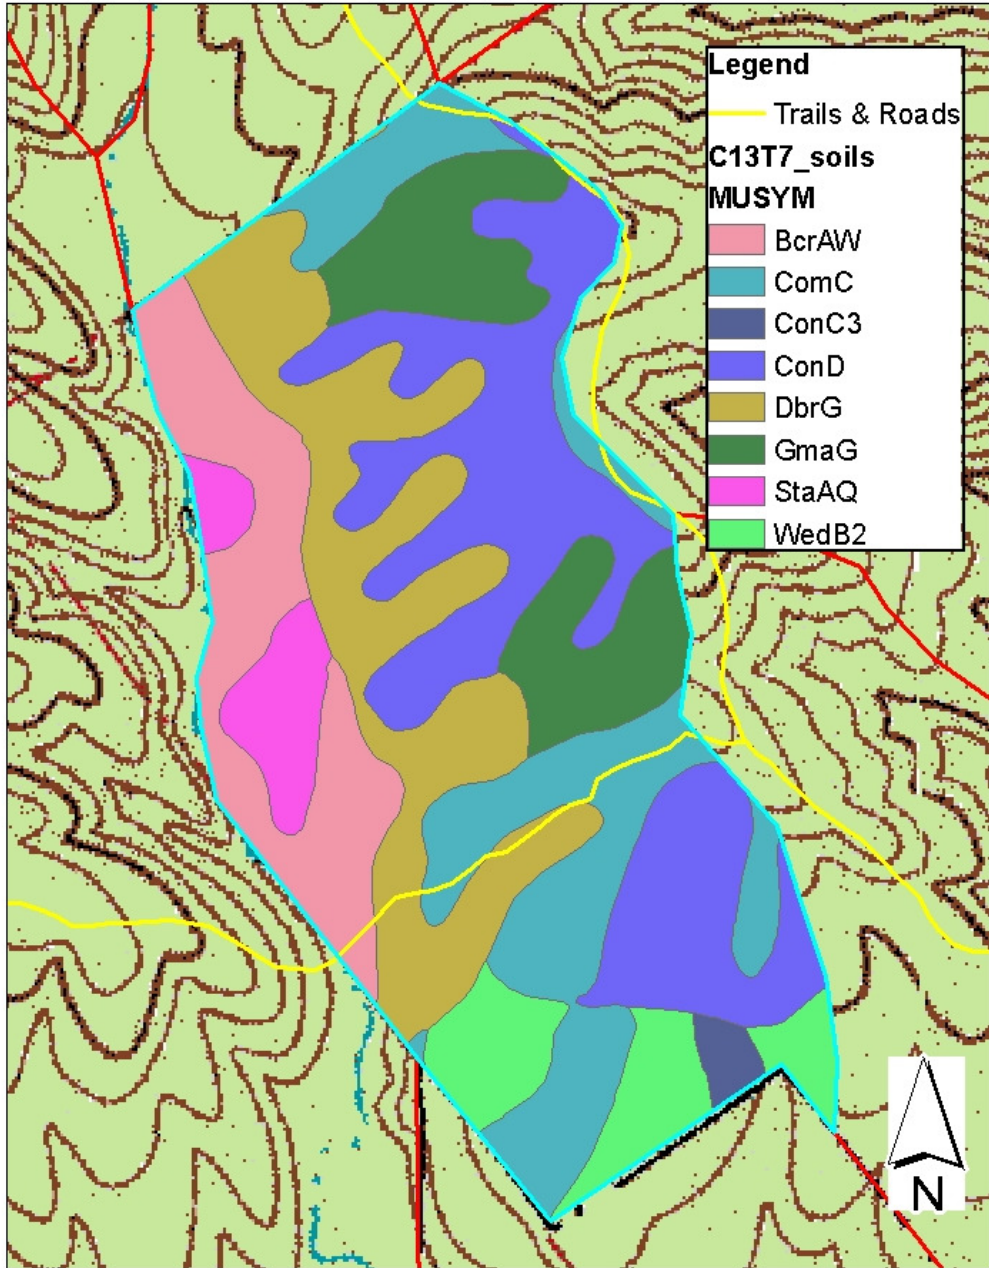 Legend
Trails & Roads
C13T7_soils
MUSYM
BcrAW
ComC
ConC3
ConD
DbrG
GmaG
StaAQ
WedB2
N